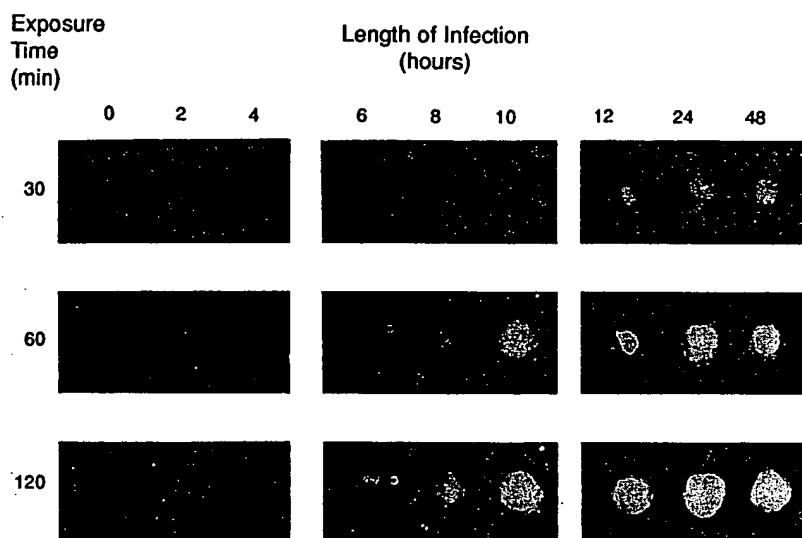 Exposure
Time
(min)
Length of Infection
(hours)
0 2 4 6 8 10 12 24 48
30
60
120